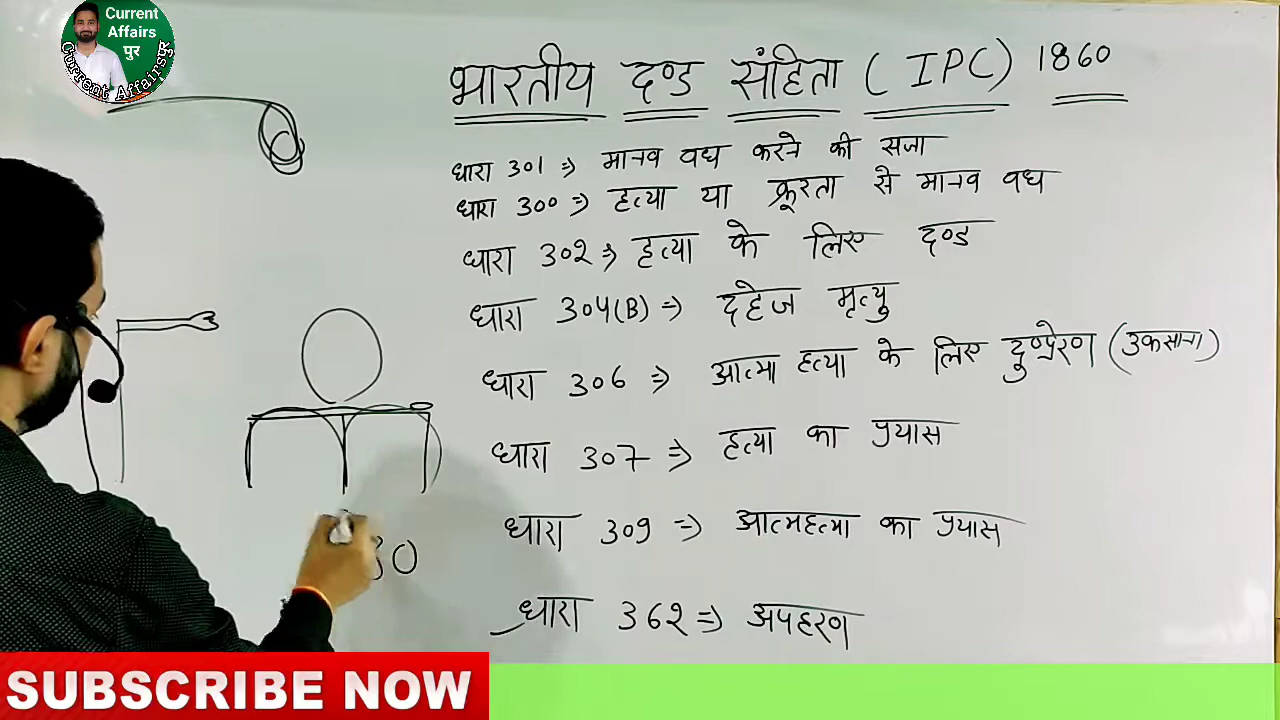 Current
Affairs
पुर
Current Affairsपुर
भारतीय दण्ड संहिता ( IPC) 1860
धारा 301 => मानव वध करने की सजा
धारा 300 => हत्या या क्रूरता से मानव वध
धारा 302 => हत्या के लिए दण्ड
धारा 304(B) => दहेज मृत्यु
धारा 306 => आत्मा हत्या के लिए दुष्प्रेरण (उकसाना)
धारा 307 => हत्या का प्रयास
धारा 309 => आत्महत्या का प्रयास
धारा 362 => अपहरण
30
SUBSCRIBE NOW